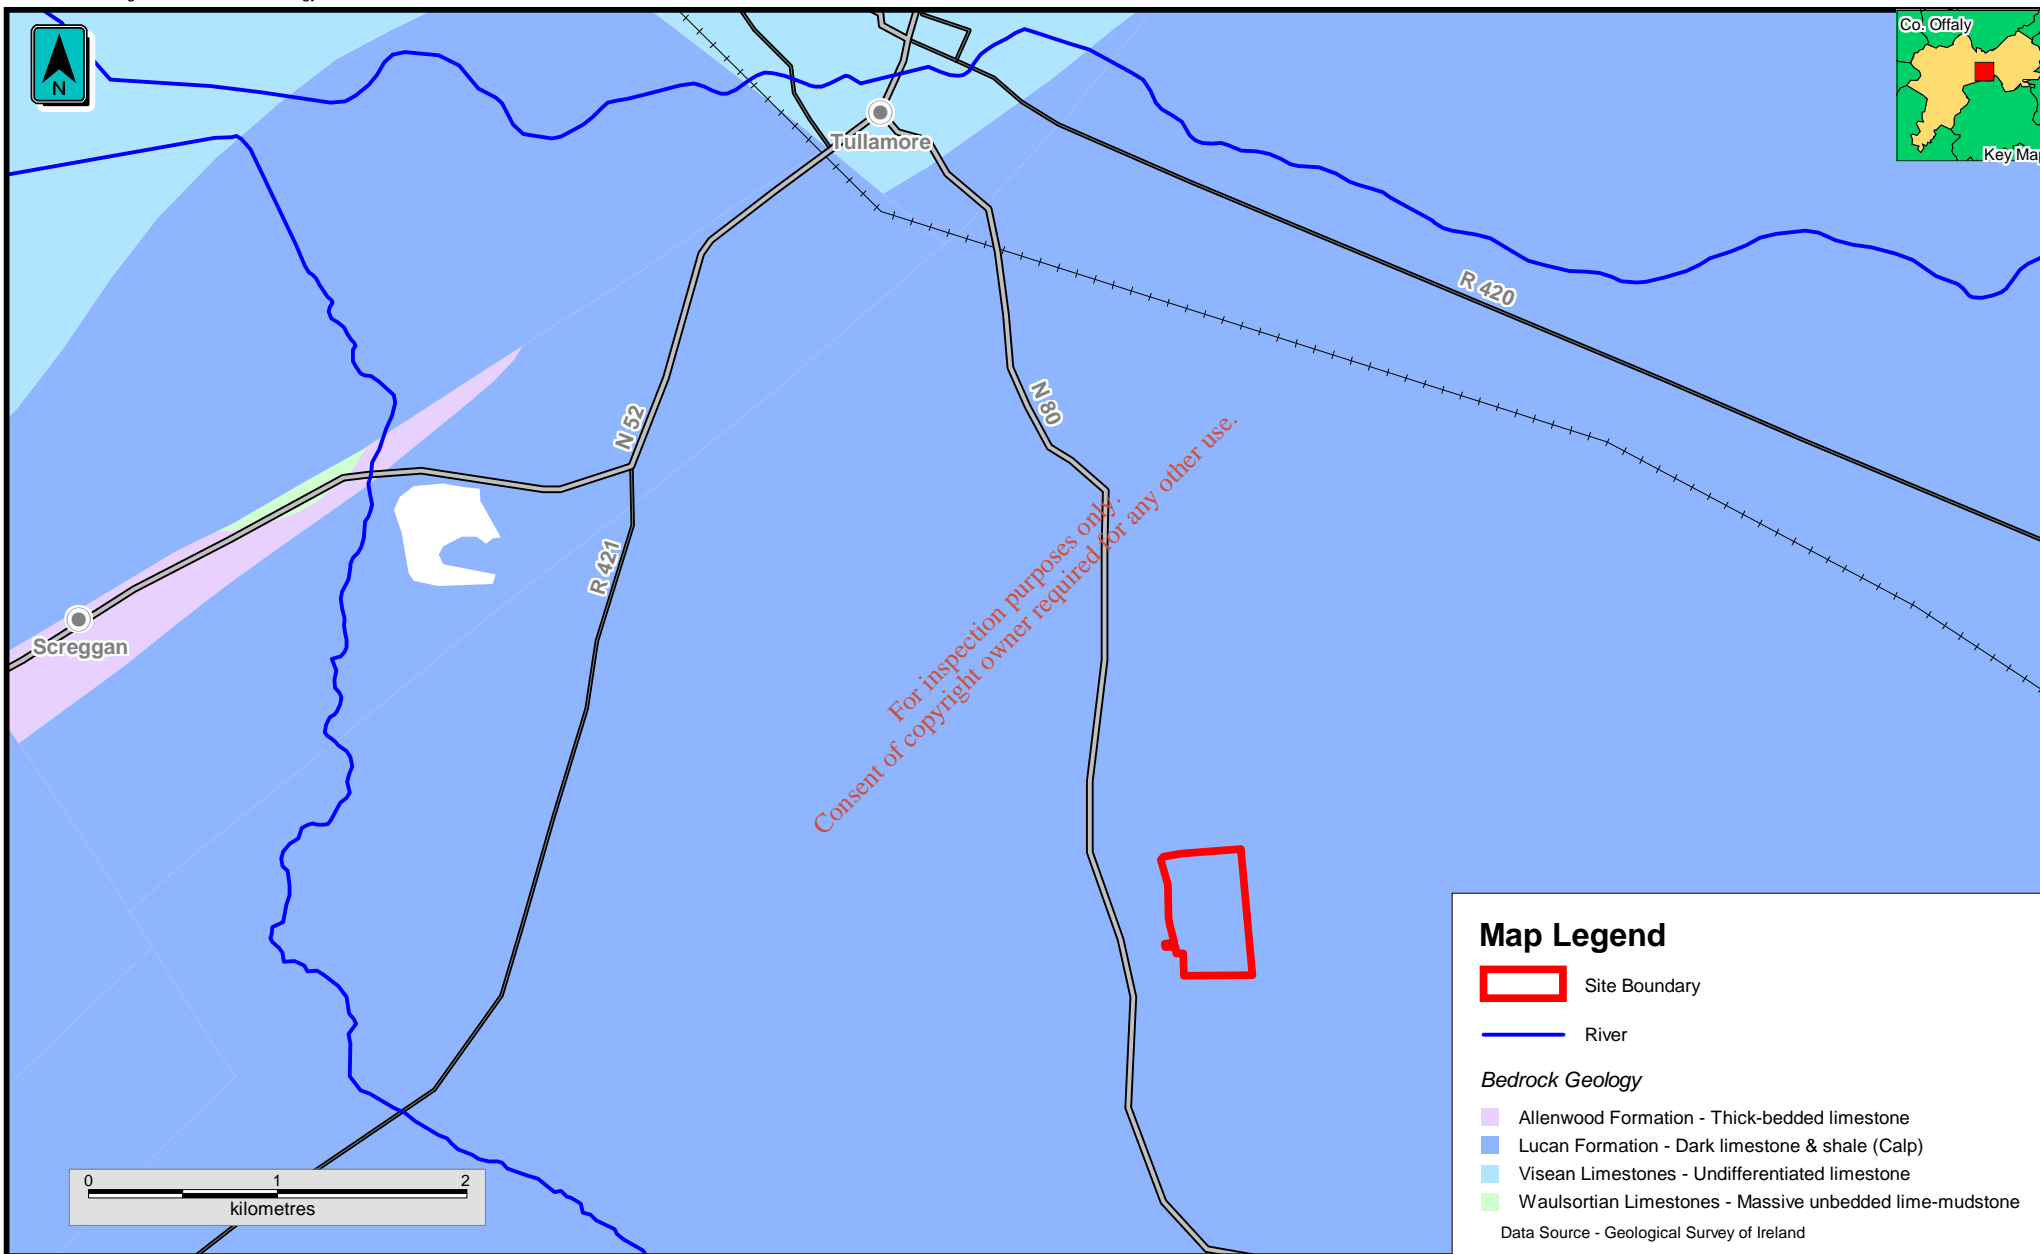 N
Co. Offaly
Key Map
Tullamore
R 420
N 80
N 52
R 421
Screggan
For inspection purposes only.
Consent of copyright owner required for any other use.
Map Legend
Site Boundary
River
Bedrock Geology
Allenwood Formation - Thick-bedded limestone
Lucan Formation - Dark limestone & shale (Calp)
Visean Limestones - Undifferentiated limestone
Waulsortian Limestones - Massive unbedded lime-mudstone
Data Source - Geological Survey of Ireland
0 1 2
kilometres